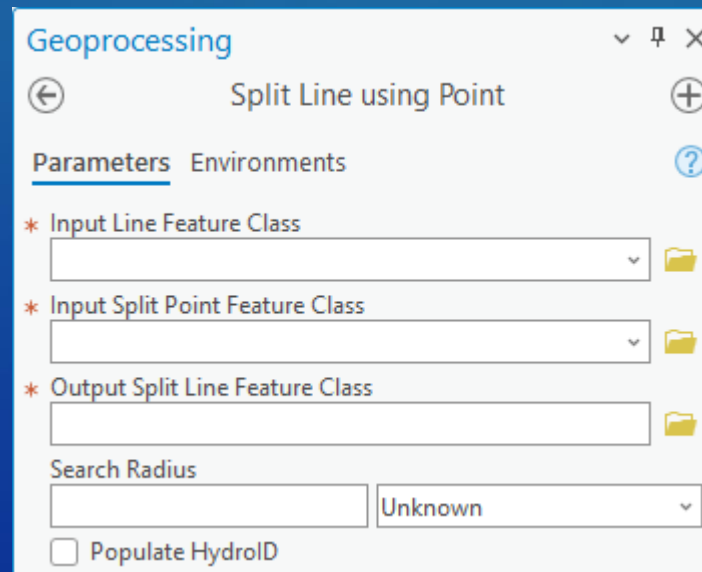 Geoprocessing
Split Line using Point
Parameters Environments
* Input Line Feature Class
* Input Split Point Feature Class
* Output Split Line Feature Class
Search Radius
Unknown
Populate HydroID